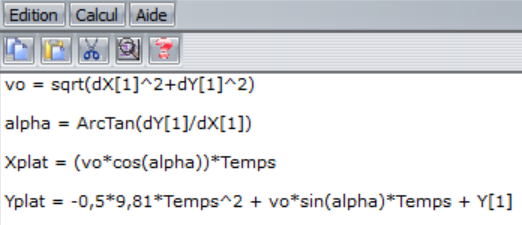 Edition Calcul Aide
vo = sqrt(dX[1]^2+dY[1]^2)
alpha = ArcTan(dY[1]/dX[1])
Xplat = (vo*cos(alpha))*Temps
Yplat = -0,5*9,81*Temps^2 + vo*sin(alpha)*Temps + Y[1]